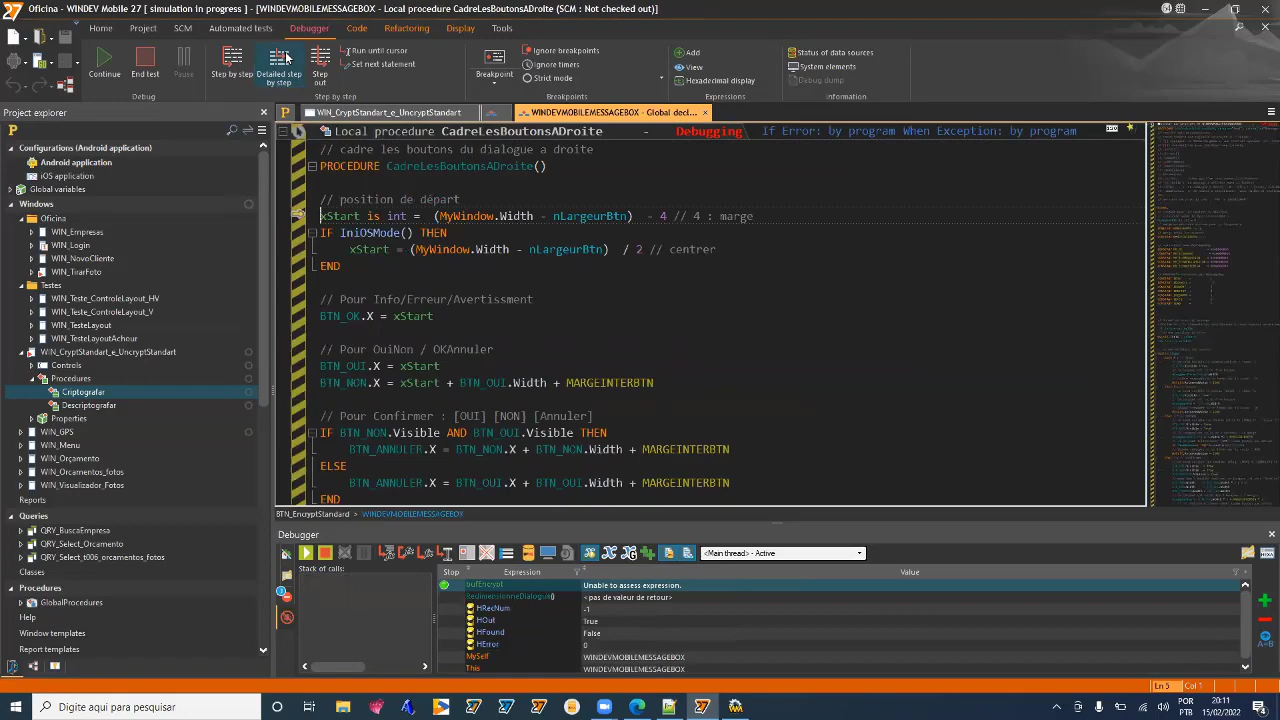 Oficina - WINDEV Mobile 27 [ simulation in progress ] - [WINDEVMOBILEMESSAGEBOX - Local procedure CadreLesBoutonsADroite (SCM : Not checked out)]
Home Project SCM Automated tests Debugger Code Refactoring Display Tools
Continue End test Pause
Debug
Step by step Detailed step by step Step out
Run until cursor
Set next statement
Step by step
Breakpoint
Ignore breakpoints
Ignore timers
Strict mode
Breakpoints
Add
View
Hexadecimal display
Expressions
Status of data sources
System elements
Debug dump
Information
Project explorer
WIN_CryptStandart_e_UncryptStandart
WINDEVMOBILEMESSAGEBOX - Global decl...
Configurations (Android application)
Android application
iOS application
Global variables
Windows
Oficina
WIN_Empresas
WIN_Login
WIN_NovoCliente
WIN_TirarFoto
Testes
WIN_Teste_ControleLayout_HV
WIN_Teste_ControleLayout_V
WIN_TesteLayout
WIN_TesteLayoutAchour
WIN_CryptStandart_e_UncryptStandart
Controls
Procedures
Criptografar
Descriptografar
Properties
WIN_GPS
WIN_Menu
WIN_Orcamento
WIN_Orcamentos_fotos
WIN_Visualizador_Fotos
Reports
Queries
QRY_BuscaEmpresa
QRY_Select_Orcamento
QRY_Select_t006_orcamentos_fotos
Classes
Procedures
GlobalProcedures
Help
Window templates
Report templates
Local procedure CadreLesBoutonsADroite - Debugging If Error: by program When Exception: by program
Cadre les boutons de dialogue à droite
PROCEDURE CadreLesBoutonsADroite()
// position de départ
xStart is int = (MyWindow.Width - nLargeurBtn) - 4 // 4 : marge
IF IniOSMode() THEN
xStart = (MyWindow.Width - nLargeurBtn) / 2 // centrer
END
// Pour Info/Erreur/Avertissment
BTN_OK.X = xStart
// Pour OuiNon / OKAnnuler
BTN_OUI.X = xStart
BTN_NON.X = xStart + BTN_OUI.Width + MARGEINTERBTN
// Pour Confirmer : [Oui] [Non] [Annuler]
IF BTN_NON.Visible AND BTN_OUI.Visible THEN
BTN_ANNULER.X = BTN_NON.X + BTN_NON.Width + MARGEINTERBTN
ELSE
BTN_ANNULER.X = BTN_OUI.X + BTN_OUI.Width + MARGEINTERBTN
END
BTN_EncryptStandard > WINDEVMOBILEMESSAGEBOX
Debugger
<Main thread> - Active
Stack of calls:
Stop Expression Value
bufEncrypt Unable to assess expression.
RedimensionneDialogue() <pas de valeur de retour>
HRecNum -1
HOut True
HFound False
HError 0
MySelf WINDEVMOBILEMESSAGEBOX
This WINDEVMOBILEMESSAGEBOX
Ln 5 Col 1
Digite aqui para pesquisar
POR
PTB
20:11
15/02/2022